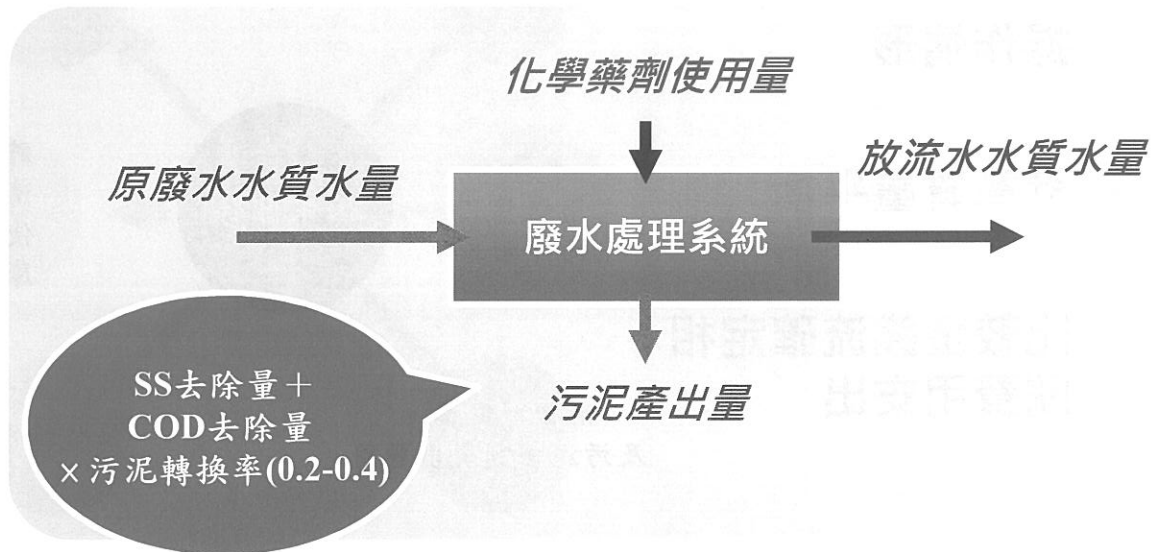 化學藥劑使用量
放流水水質水量
原廢水水質水量
廢水處理系統
SS去除量＋
COD去除量
×污泥轉換率(0.2-0.4)
污泥產出量